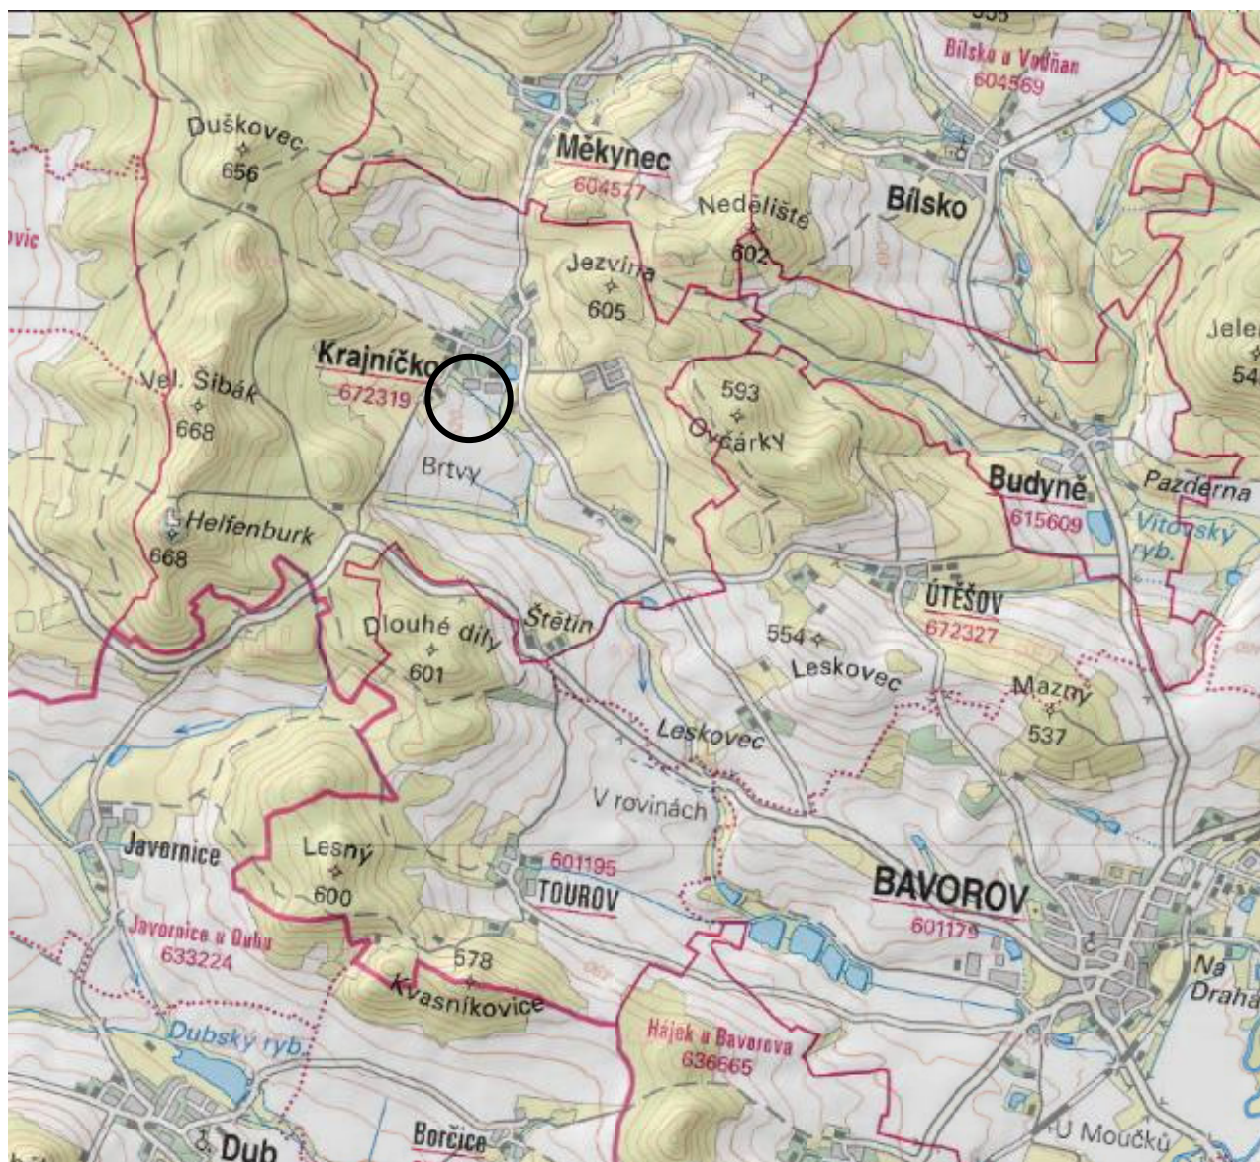 Bílsko u Vodňan
604569
Duškovec
656
Měkynec
604577
Neděliště
602
Bílsko
Jezvina
605
Krajníčko
672319
Vel. Šibák
668
593
Ovčárky
Brtvy
Budyně
615609
Pazderna
Vitovský
ryb.
Helfenburk
668
ÚTĚŠOV
672327
Štětin
Dlouhé díly
601
554
Leskovec
Mazný
537
Leskovec
V rovinách
Javornice
Lesný
600
601195
TOUROV
BAVOROV
601179
Javornice u Dubu
633224
578
Kvasníkovice
Na
Dubský ryb.
Hájek u Bavorova
636665
Dub
Borčice
U Moučků